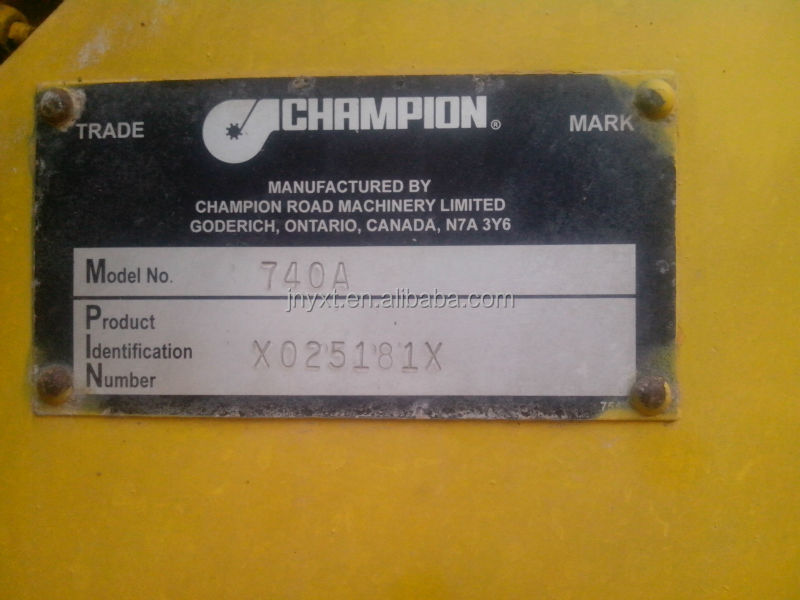 TRADE CHAMPION® MARK
MANUFACTURED BY
CHAMPION ROAD MACHINERY LIMITED
GODERICH, ONTARIO, CANADA, N7A 3Y6
Model No. 740A
jnyxt.en.alibaba.com
Product
Identification X025181X
Number